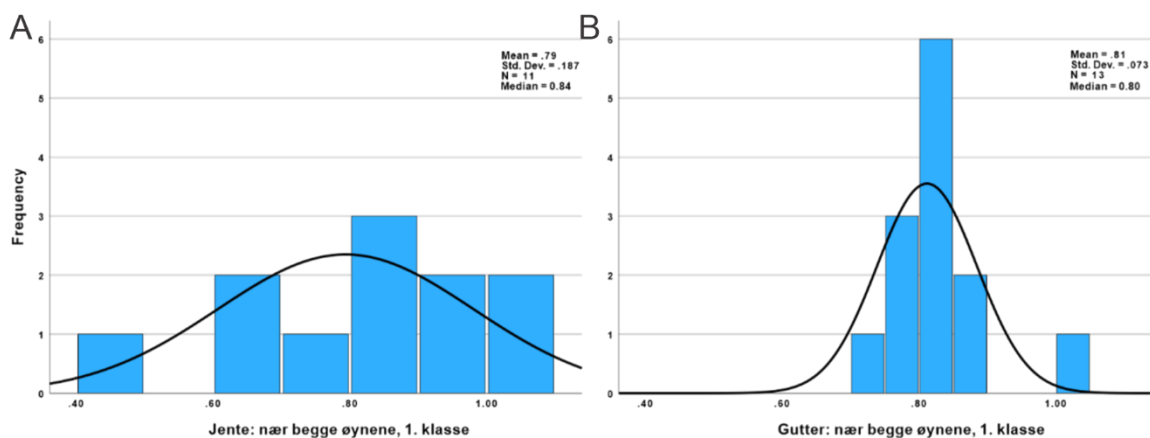 A
Mean = .79
Std. Dev. = .187
N = 11
Median = 0.84
Frequency
6
5
4
3
2
1
0
.40
.60
.80
1.00
Jente: nær begge øynene, 1. klasse
B
Mean = .81
Std. Dev. = .073
N = 13
Median = 0.80
6
5
4
3
2
1
0
.40
.60
.80
1.00
Gutter: nær begge øynene, 1. klasse